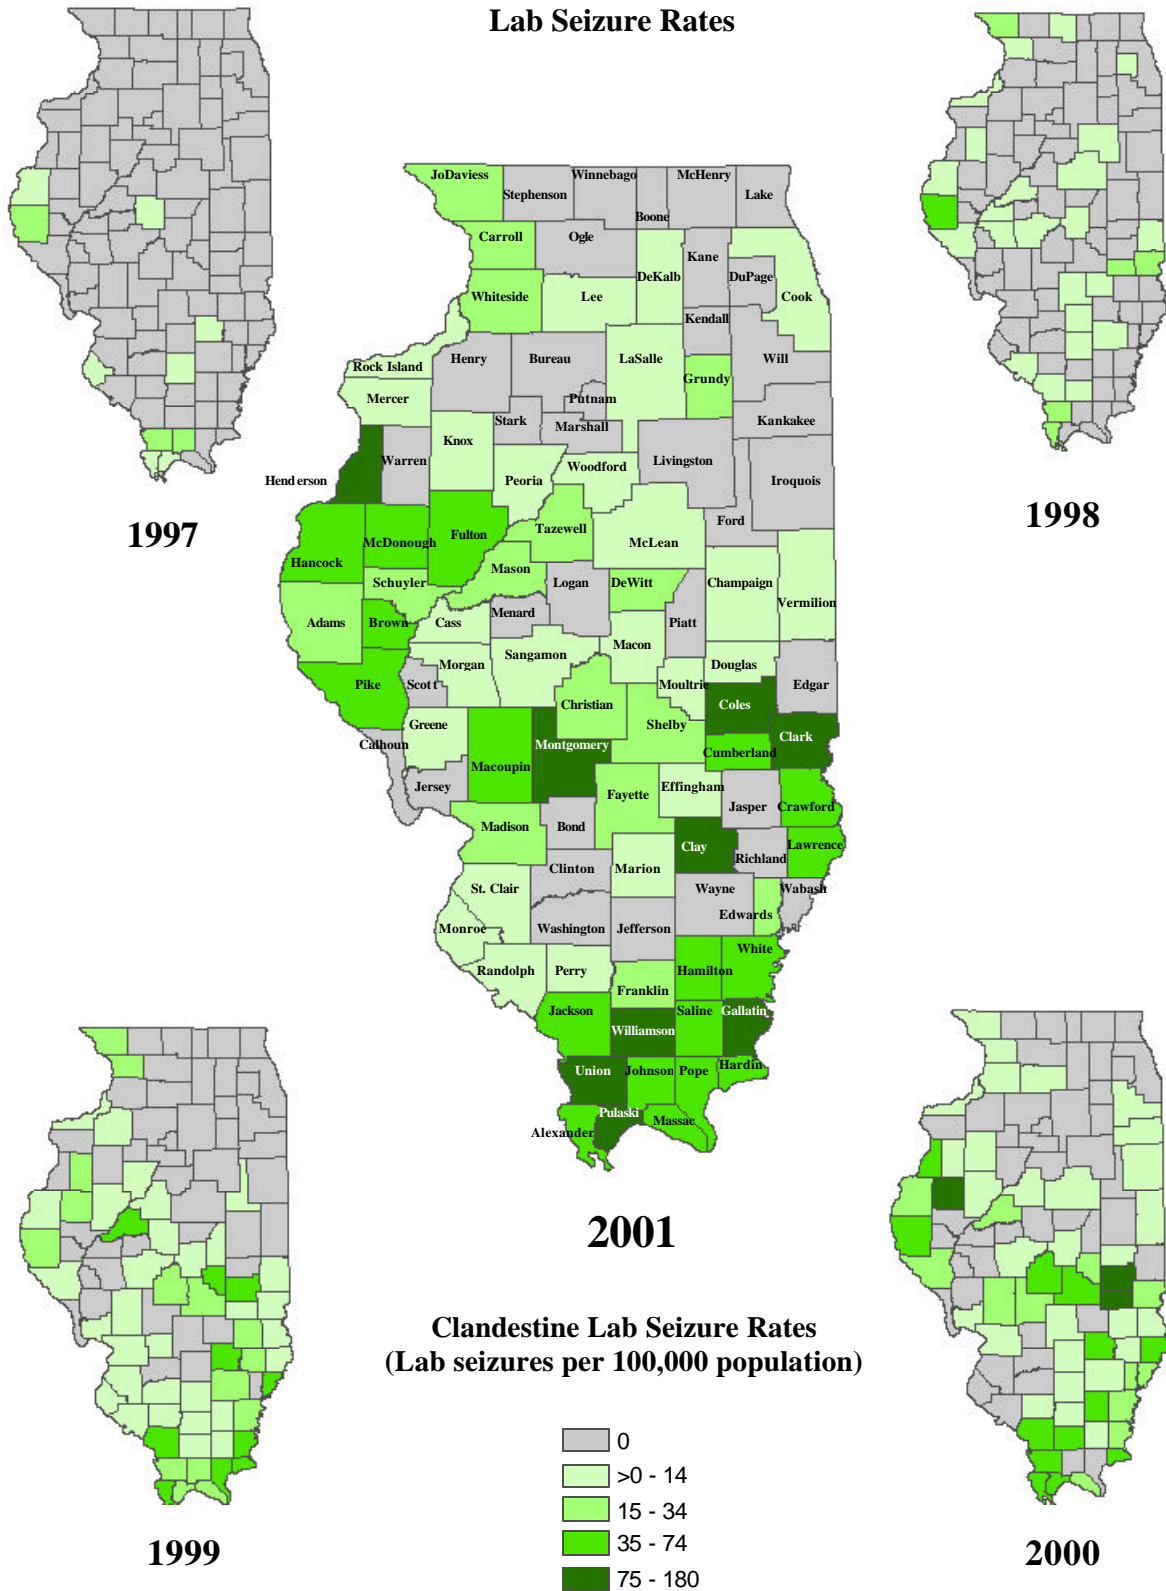 Lab Seizure Rates
1997
1998
JoDaviess
Stephenson
Winnebago
McHenry
Lake
Boone
Carroll
Ogle
Kane
DeKalb
DuPage
Whiteside
Lee
Cook
Kendall
Rock Island
Henry
Bureau
LaSalle
Will
Grundy
Mercer
Putnam
Stark
Marshall
Kankakee
Knox
Warren
Livingston
Woodford
Henderson
Peoria
Iroquois
Ford
Tazewell
McDonough
Fulton
McLean
Hancock
Mason
Schuyler
Logan
DeWitt
Champaign
Vermilion
Menard
Adams
Brown
Cass
Piatt
Macon
Sangamon
Morgan
Douglas
Pike
Scott
Moultrie
Edgar
Christian
Coles
Greene
Shelby
Clark
Calhoun
Montgomery
Cumberland
Macoupin
Jersey
Effingham
Fayette
Jasper
Crawford
Madison
Bond
Clay
Lawrence
Richland
Clinton
Marion
St. Clair
Wayne
Wabash
Edwards
Monroe
Washington
Jefferson
White
Randolph
Perry
Hamilton
Franklin
Jackson
Saline
Gallatin
Williamson
Union
Johnson
Pope
Hardin
Pulaski
Massac
Alexander
2001
Clandestine Lab Seizure Rates
(Lab seizures per 100,000 population)
0
>0 - 14
15 - 34
35 - 74
75 - 180
1999
2000